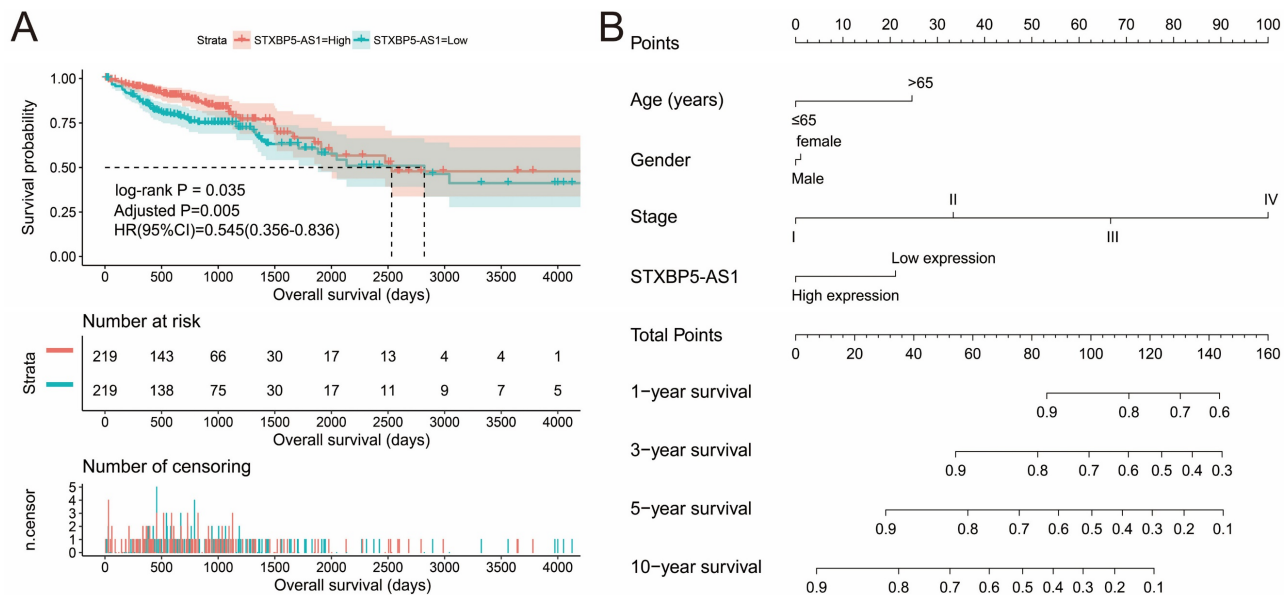 A
Strata STXBP5-AS1=High STXBP5-AS1=Low
Survival probability
1.00
0.75
0.50
0.25
0.00
log-rank P = 0.035
Adjusted P=0.005
HR(95%CI)=0.545(0.356-0.836)
0 500 1000 1500 2000 2500 3000 3500 4000
Overall survival (days)
Number at risk
Strata
219 143 66 30 17 13 4 4 1
219 138 75 30 17 11 9 7 5
0 500 1000 1500 2000 2500 3000 3500 4000
Overall survival (days)
Number of censoring
n.censor
5
4
3
2
1
0
0 500 1000 1500 2000 2500 3000 3500 4000
Overall survival (days)
B
0 10 20 30 40 50 60 70 80 90 100
Points
>65
Age (years)
≤65
female
Gender
Male
II IV
Stage
I III
Low expression
STXBP5-AS1
High expression
Total Points
0 20 40 60 80 100 120 140 160
1-year survival
0.9 0.8 0.7 0.6
3-year survival
0.9 0.8 0.7 0.6 0.5 0.4 0.3
5-year survival
0.9 0.8 0.7 0.6 0.5 0.4 0.3 0.2 0.1
10-year survival
0.9 0.8 0.7 0.6 0.5 0.4 0.3 0.2 0.1